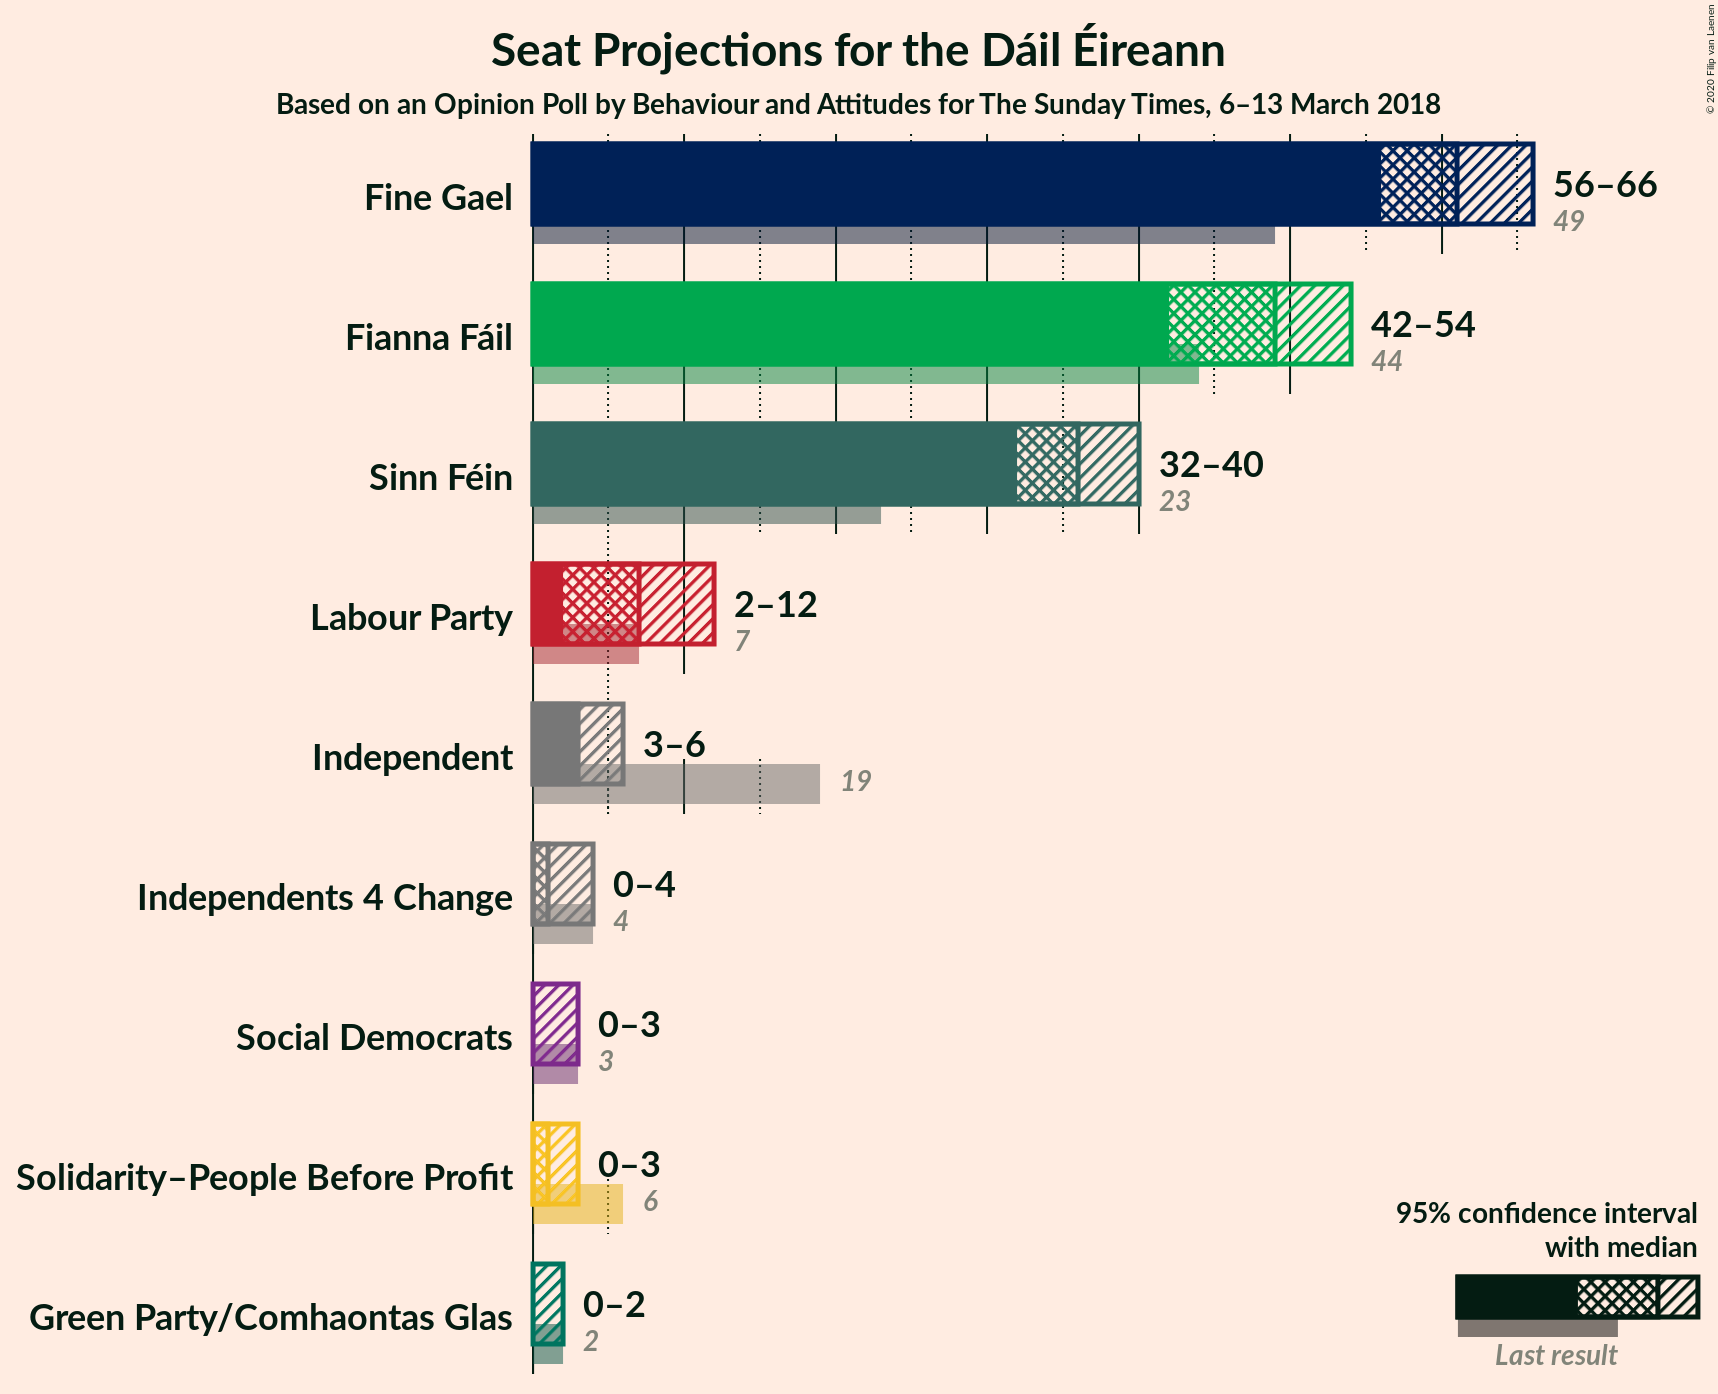 Seat Projections for the Dáil Éireann
Based on an Opinion Poll by Behaviour and Attitudes for The Sunday Times, 6–13 March 2018
© 2020 Filip van Laenen
Fine Gael
56–66
49
Fianna Fáil
42–54
44
Sinn Féin
32–40
23
Labour Party
2–12
7
Independent
3–6
19
Independents 4 Change
0–4
4
Social Democrats
0–3
3
Solidarity–People Before Profit
0–3
6
Green Party/Comhaontas Glas
0–2
2
95% confidence interval
with median
Last result